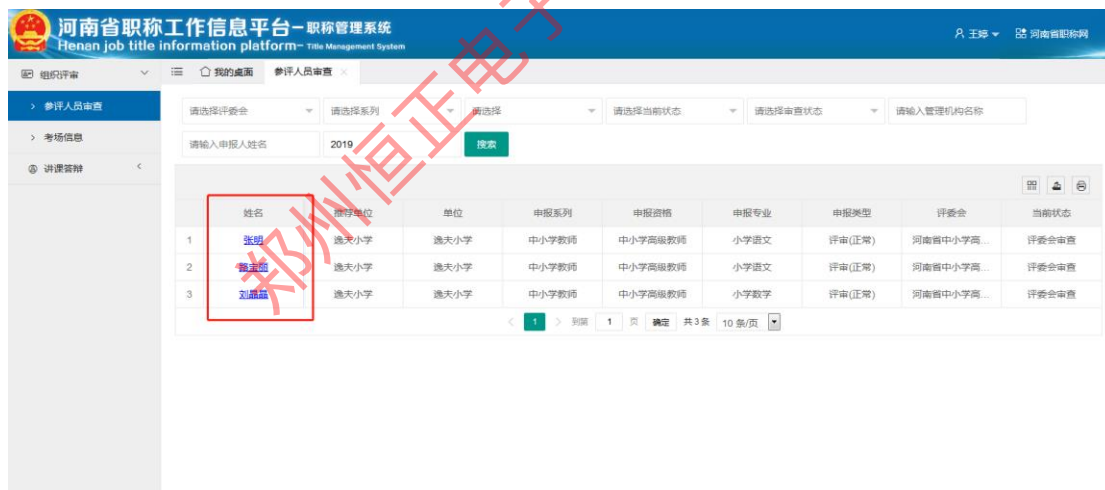 河南省职称工作信息平台-职称管理系统
Henan job title information platform- Title Management System
王婷 河南省职称网
组织评审
我的桌面 参评人员审查
参评人员审查
考场信息
讲课答辩
请选择评委会 请选择系列 请选择 请选择当前状态 请选择审查状态 请输入管理机构名称
请输入申报人姓名 2019 搜索
姓名 推荐单位 单位 申报系列 申报资格 申报专业 申报类型 评委会 当前状态
1 张明 逸夫小学 逸夫小学 中小学教师 中小学高级教师 小学语文 评审(正常) 河南省中小学高... 评委会审查
2 逸夫小学 逸夫小学 中小学教师 中小学高级教师 小学语文 评审(正常) 河南省中小学高... 评委会审查
3 刘晶晶 逸夫小学 逸夫小学 中小学教师 中小学高级教师 小学数学 评审(正常) 河南省中小学高... 评委会审查
1 到第 1 页 确定 共3条 10 条/页
郑州恒正电子